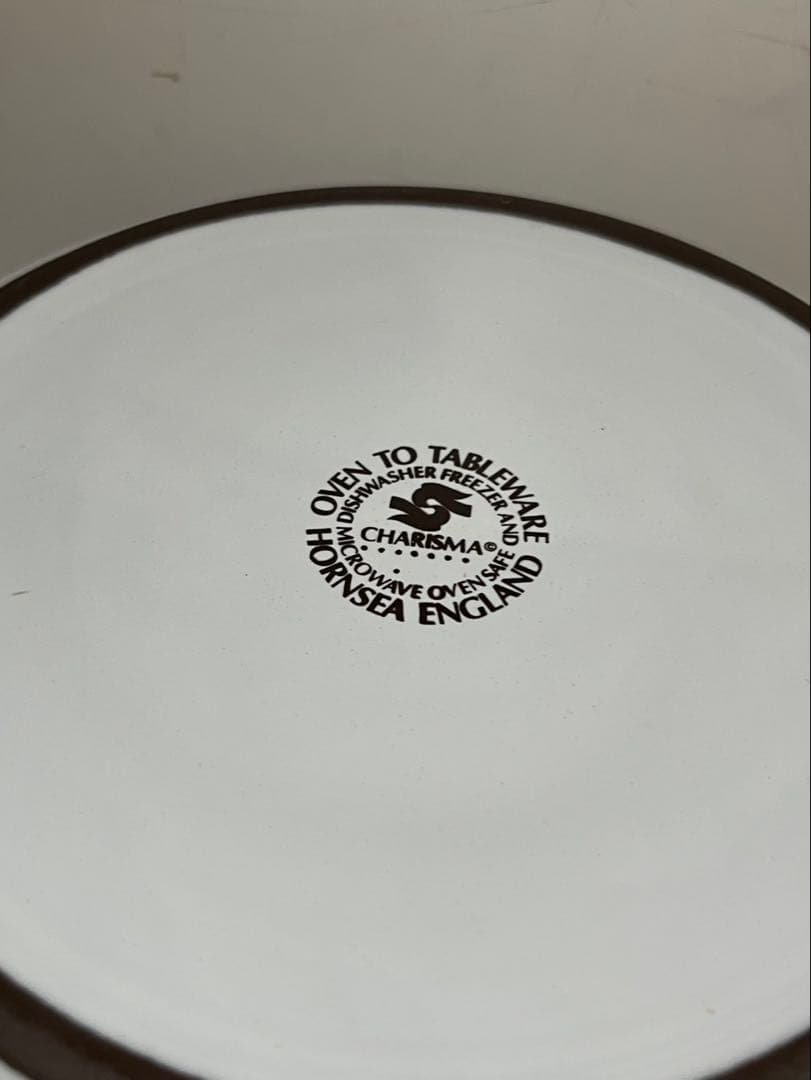 OVEN TO TABLEWARE
DISHWASHER FREEZER AND
CHARISMA©
MICROWAVE OVEN SAFE
HORNSEA ENGLAND